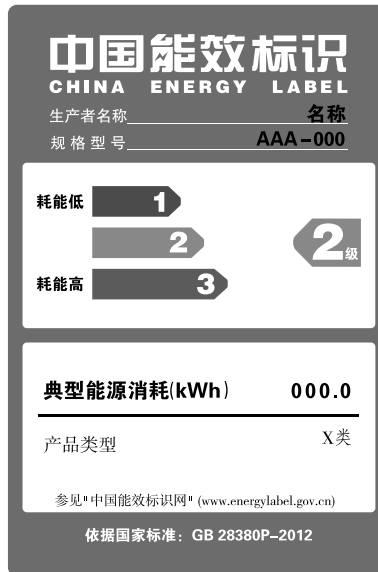 中国能效标识
CHINA ENERGY LABEL
生产者名称 名称
规格型号 AAA-000
耗能低 1
2 2级
耗能高 3
典型能源消耗(kWh) 000.0
产品类型 X类
参见"中国能效标识网" (www.energylabel.gov.cn)
依据国家标准：GB 28380P-2012